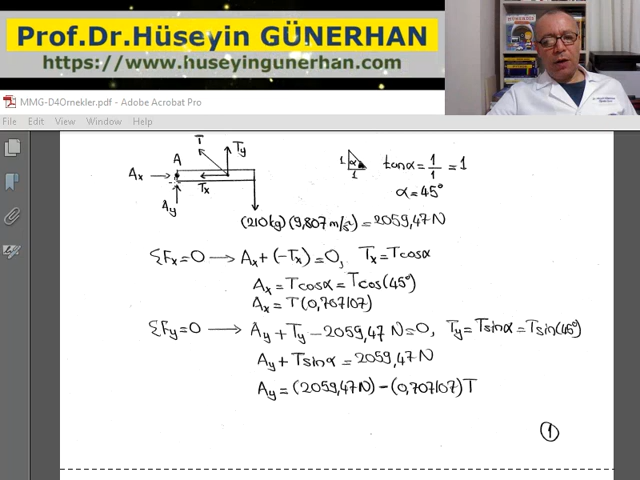 Prof.Dr.Hüseyin GÜNERHAN
https://www.huseyingunerhan.com
MMG-D4Ornekler.pdf - Adobe Acrobat Pro
File Edit View Window Help
T Ty
A
Ax Tx
Ay
1 α 1
tanα = 1/1 = 1
α = 45°
(210kg)(9,807 m/s²) = 2059,47N
ΣFx=0 → Ax + (-Tx) = 0, Tx = Tcosα
Ax = Tcosα = Tcos(45°)
Ax = T(0,707107)
ΣFy=0 → Ay + Ty - 2059,47 N = 0, Ty = Tsinα = Tsin(45°)
Ay + Tsinα = 2059,47N
Ay = (2059,47N) - (0,707107)T
1